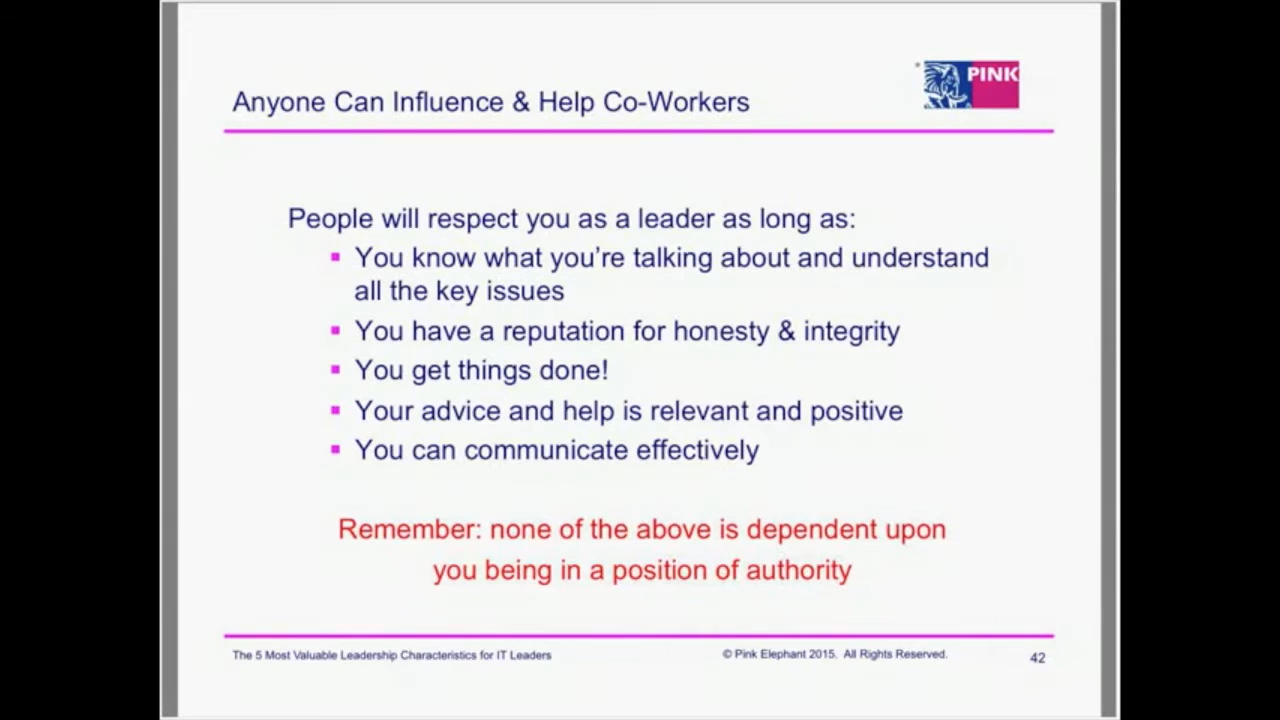 PINK
Anyone Can Influence & Help Co-Workers
People will respect you as a leader as long as:
▪ You know what you're talking about and understand
all the key issues
▪ You have a reputation for honesty & integrity
▪ You get things done!
▪ Your advice and help is relevant and positive
▪ You can communicate effectively
Remember: none of the above is dependent upon
you being in a position of authority
The 5 Most Valuable Leadership Characteristics for IT Leaders
© Pink Elephant 2015. All Rights Reserved.
42